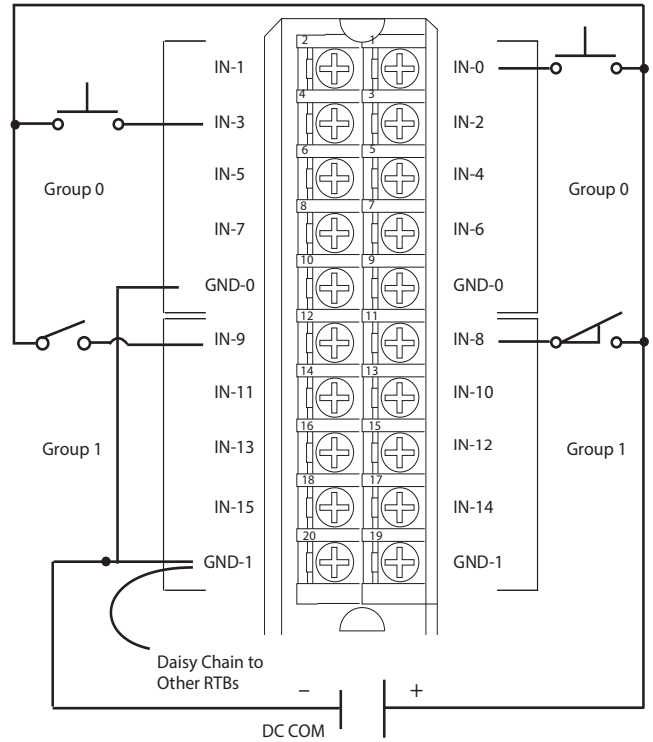 2 1
IN-1 IN-0
4 3
IN-3 IN-2
6 5
IN-5 IN-4
Group 0 Group 0
8 7
IN-7 IN-6
10 9
GND-0 GND-0
12 11
IN-9 IN-8
14 13
IN-11 IN-10
16 15
IN-13 IN-12
Group 1 Group 1
18 17
IN-15 IN-14
20 19
GND-1 GND-1
Daisy Chain to
Other RTBs
– +
DC COM